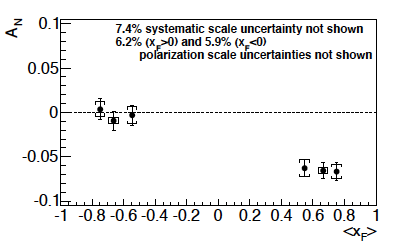 A_N
0.1
7.4% systematic scale uncertainty not shown
6.2% (x_F>0) and 5.9% (x_F<0)
polarization scale uncertainties not shown
0.05
0
-0.05
-0.1
-1 -0.8 -0.6 -0.4 -0.2 0 0.2 0.4 0.6 0.8 1
<x_F>